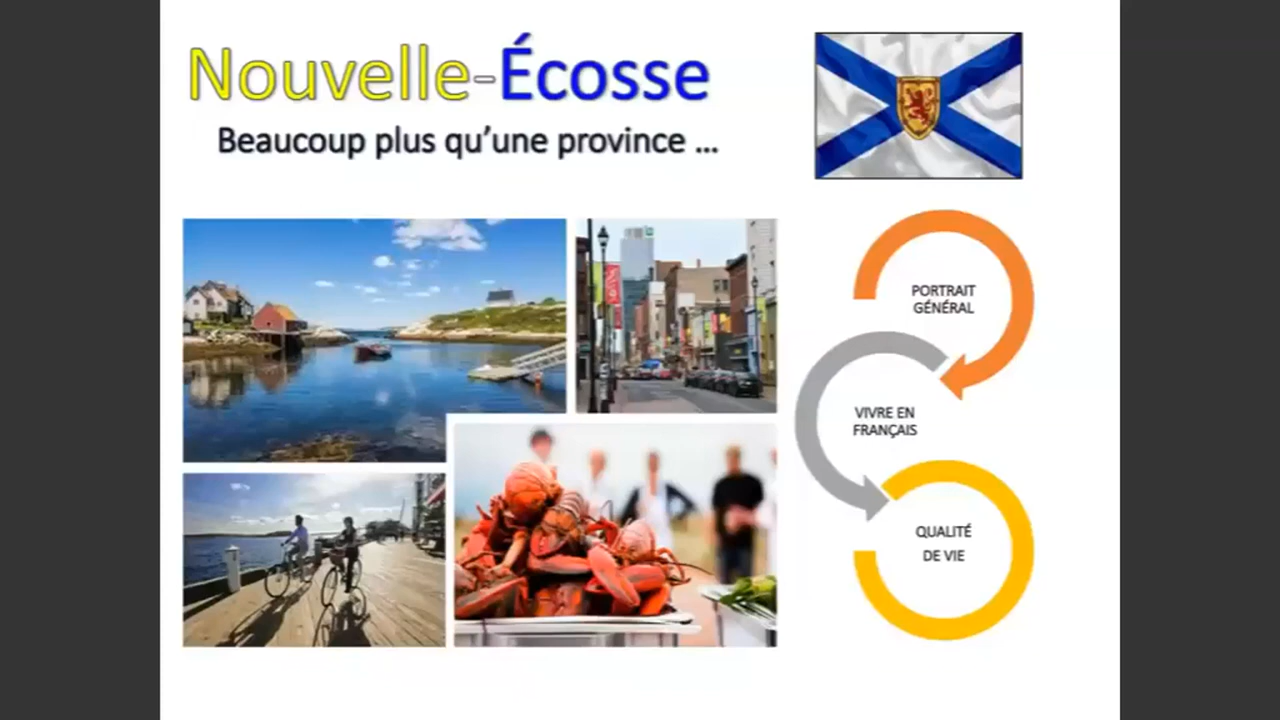 Nouvelle-Écosse
Beaucoup plus qu’une province ...
PORTRAIT
GÉNÉRAL
VIVRE EN
FRANÇAIS
QUALITÉ
DE VIE